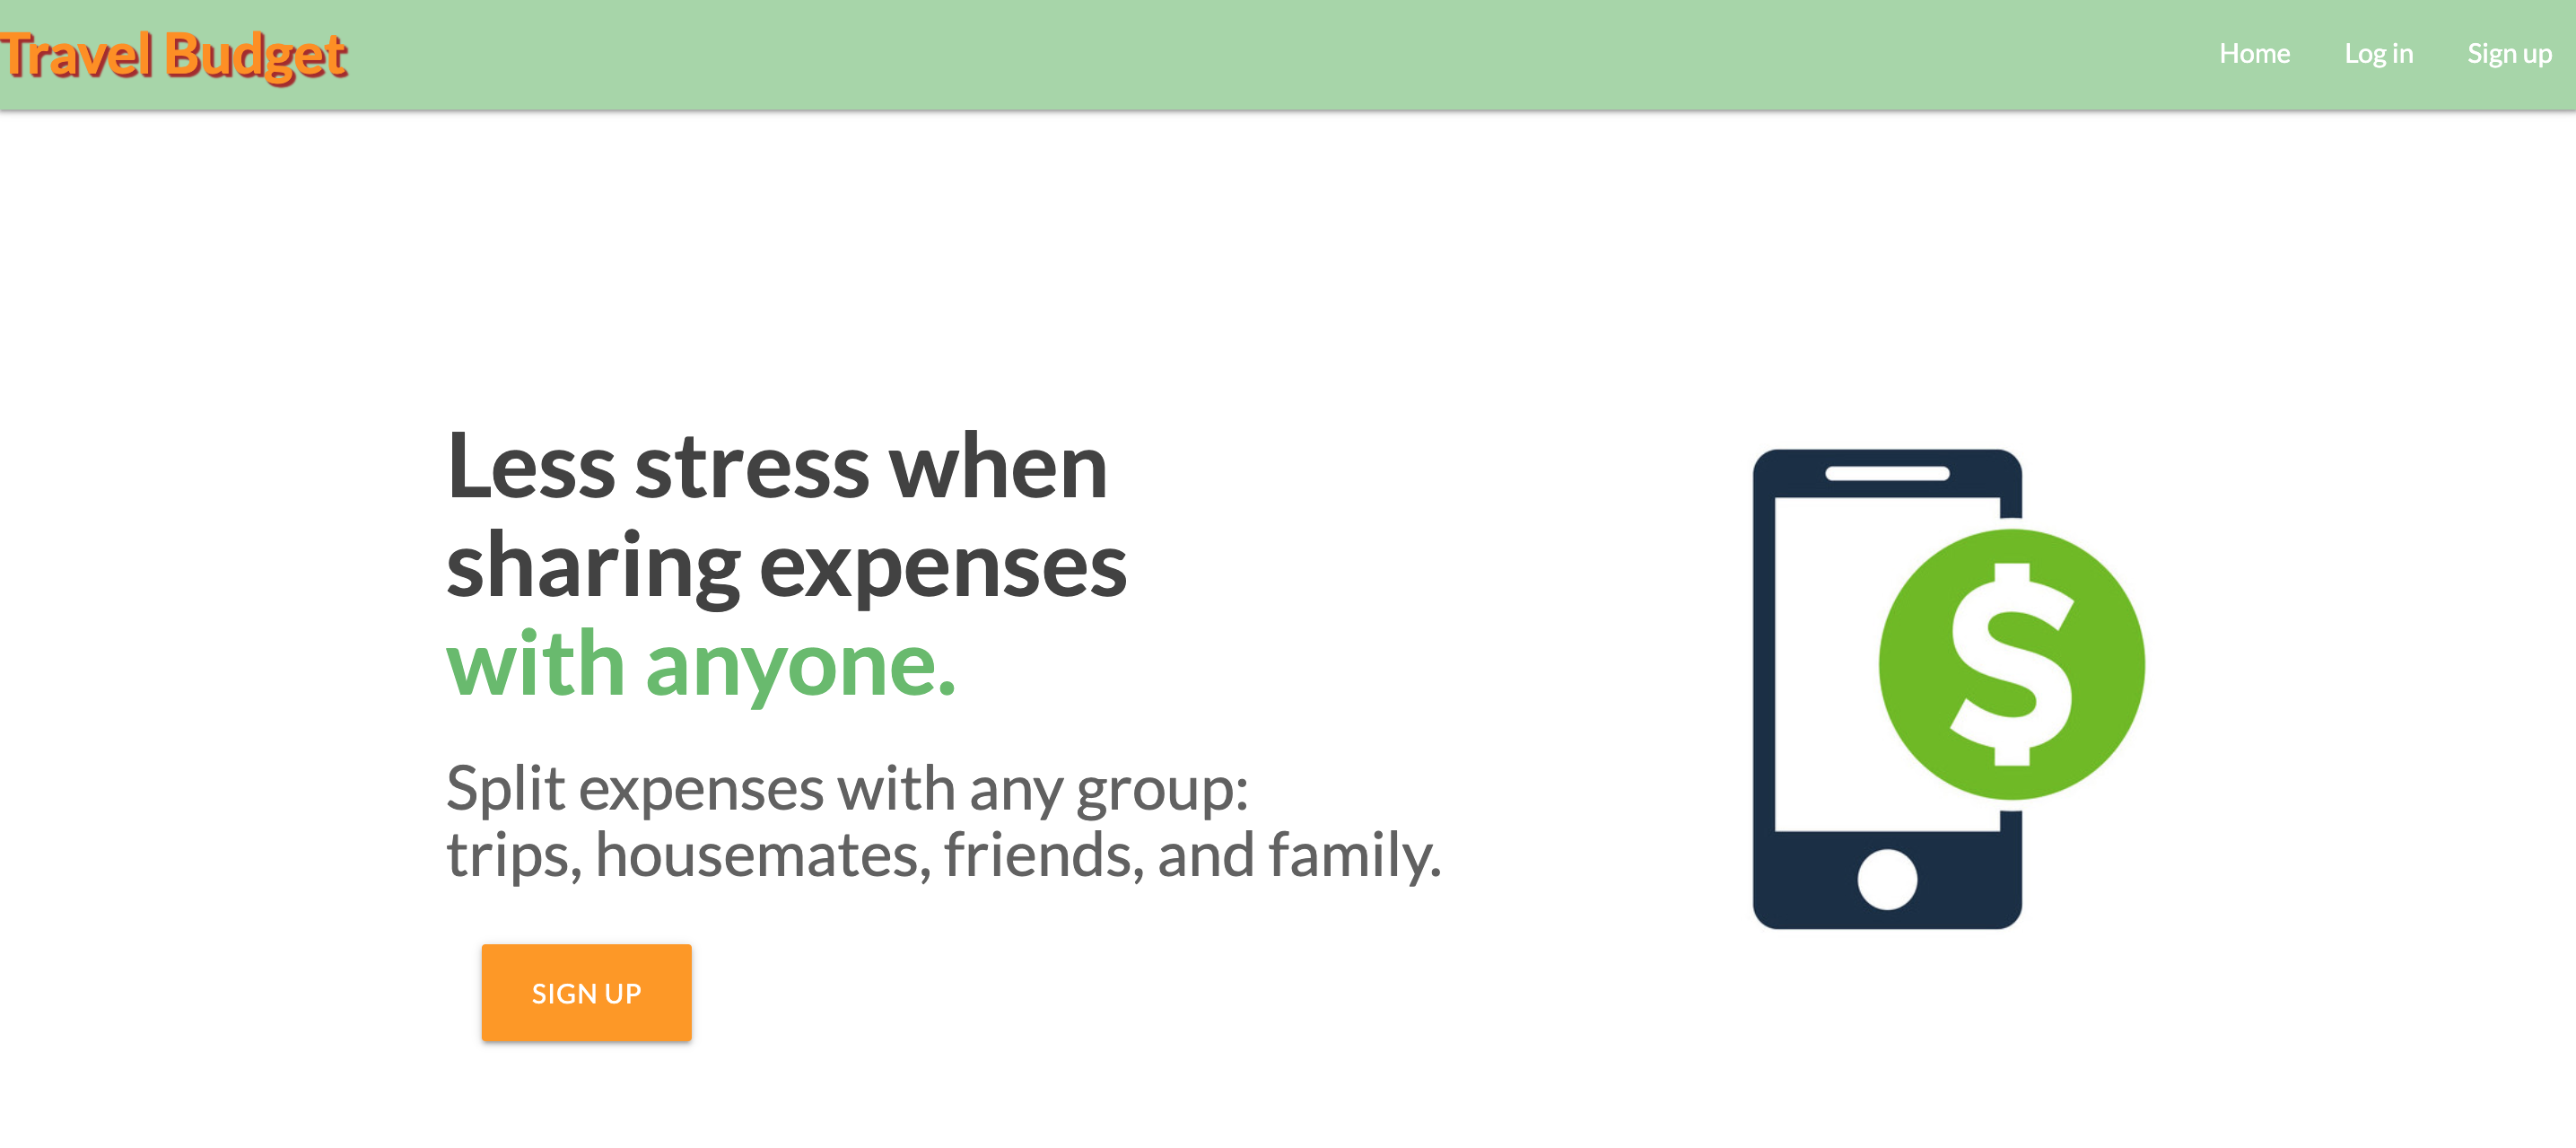 Travel Budget
Home
Log in
Sign up
Less stress when
sharing expenses
with anyone.
Split expenses with any group:
trips, housemates, friends, and family.
$
SIGN UP